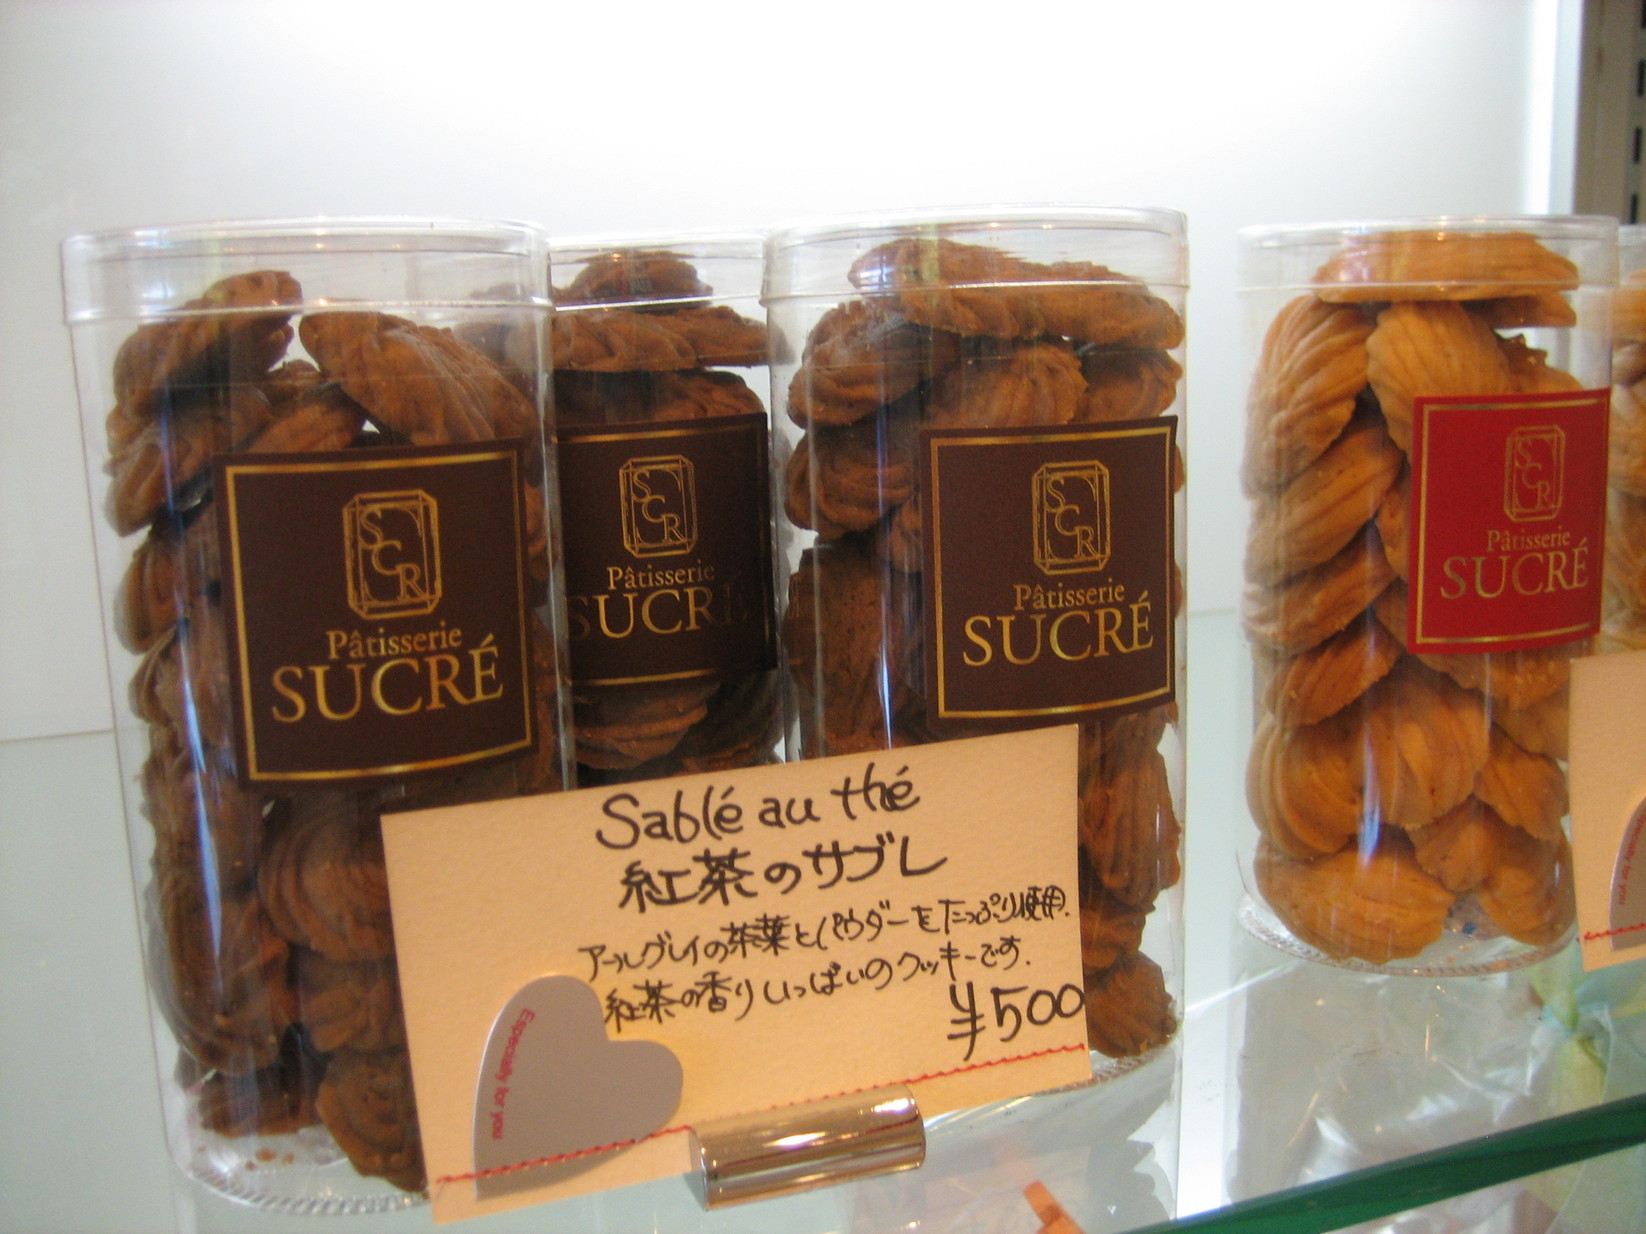 SCR
Pâtisserie
SUCRÉ
SCR
Pâtisserie
SUCRÉ
SCR
Pâtisserie
SUCRÉ
SCR
Pâtisserie
SUCRÉ
Sablé au thé
紅茶のサブレ
アールグレイの茶葉とパウダーをたっぷり使用.
紅茶の香りいっぱいのクッキーです.
¥500
Especially for you